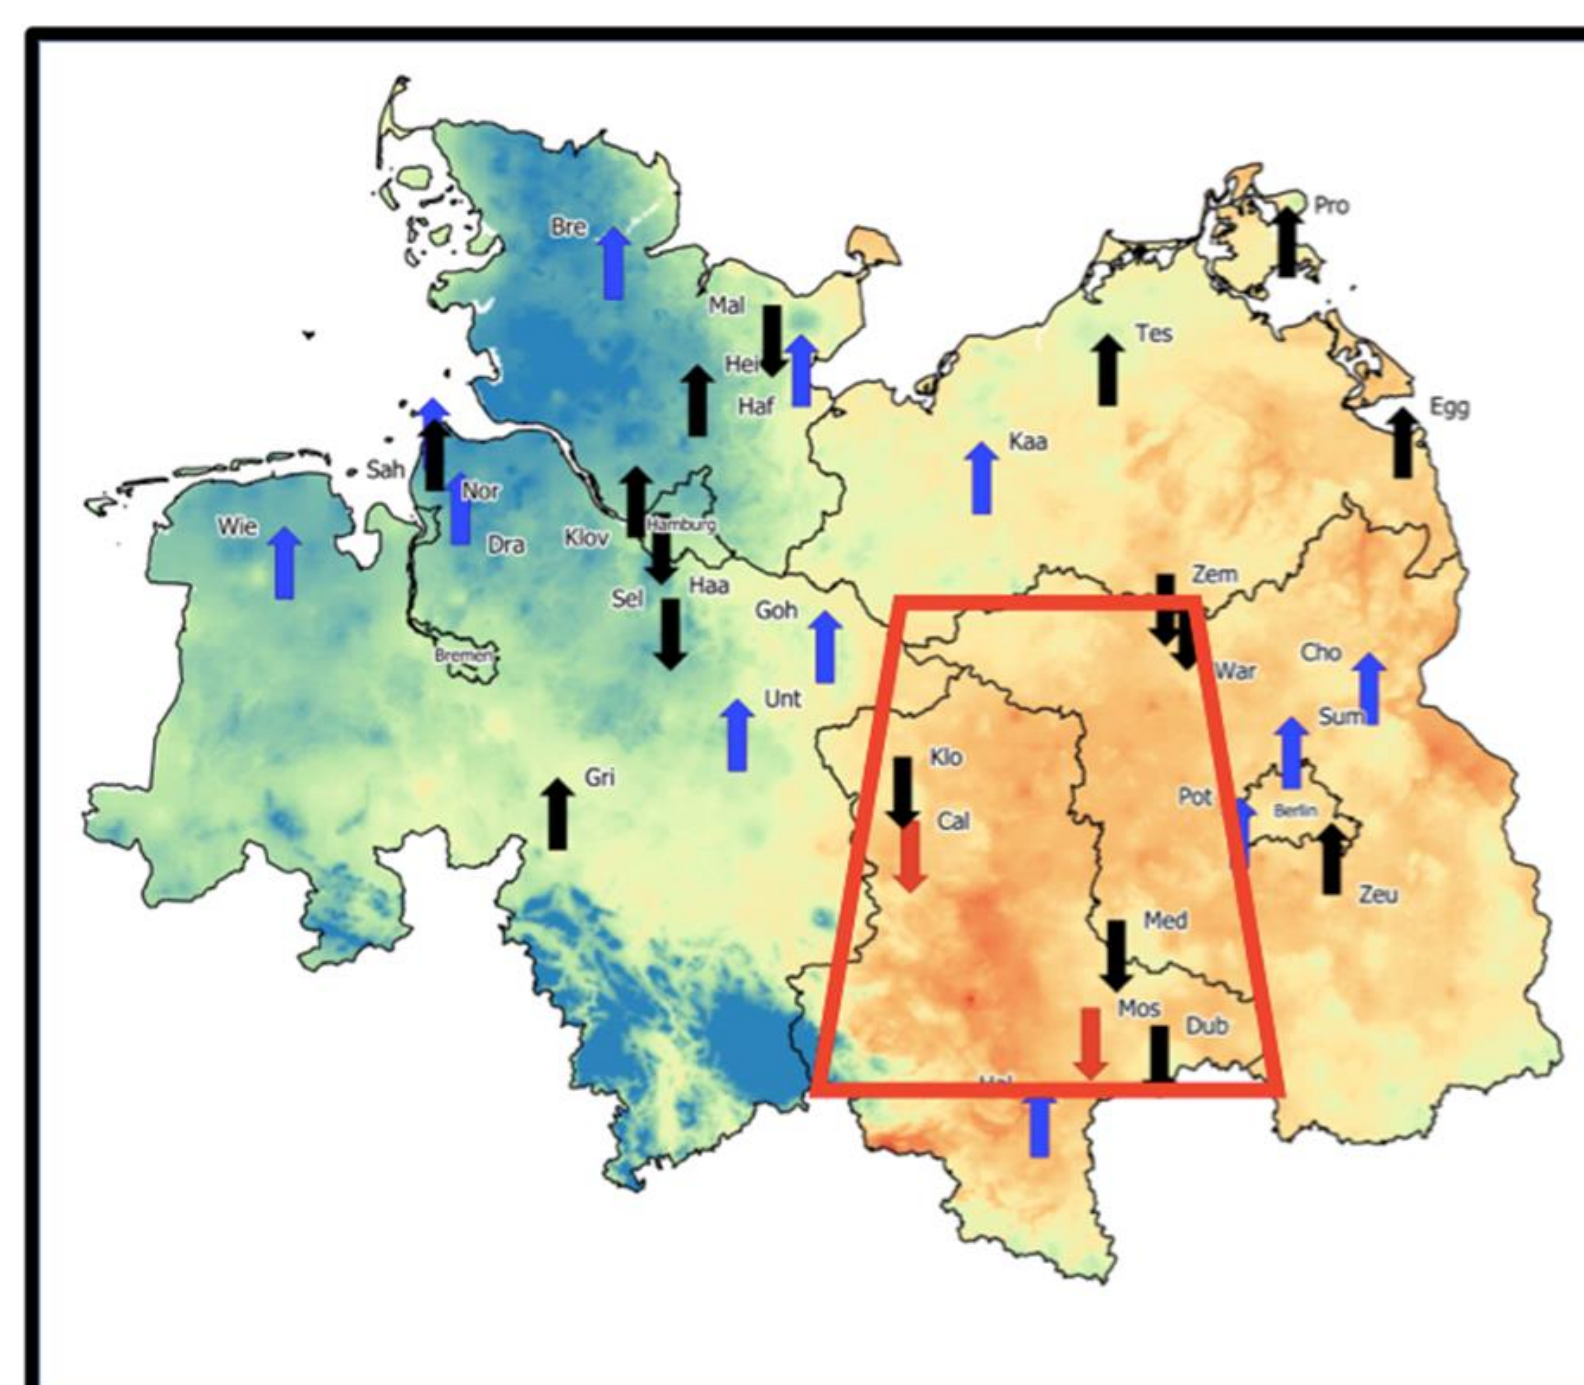 Pro
Bre
Mal
Tes
Hei
Haf
Egg
Kaa
Sah
Nor
Wie
Hamburg
Klov
Dra
Zem
Haa
Sel
Goh
Bremen
Cho
War
Unt
Sum
Klo
Gri
Pot
Berlin
Cal
Zeu
Med
Mos
Dub